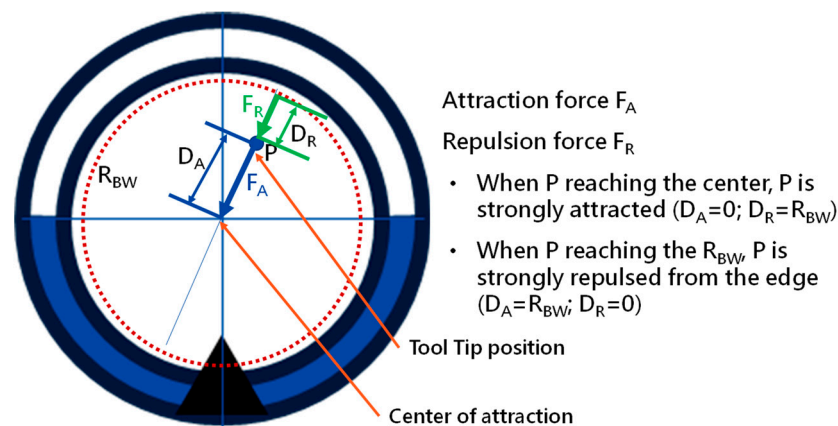 F_R
D_R
D_A
P
R_BW
F_A
Attraction force F_A
Repulsion force F_R
• When P reaching the center, P is
strongly attracted (D_A=0; D_R=R_BW)
• When P reaching the R_BW, P is
strongly repulsed from the edge
(D_A=R_BW; D_R=0)
Tool Tip position
Center of attraction